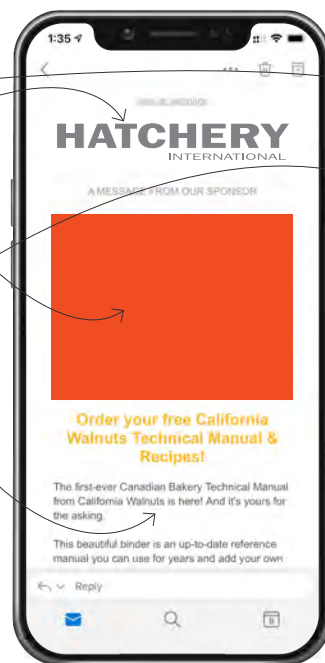 1:35
HATCHERY
INTERNATIONAL
A MESSAGE FROM OUR SPONSOR
Order your free California
Walnuts Technical Manual &
Recipes!
The first-ever Canadian Bakery Technical Manual
from California Walnuts is here! And it's yours for
the asking.
This beautiful binder is an up-to-date reference
manual you can use for years and add your own
Reply